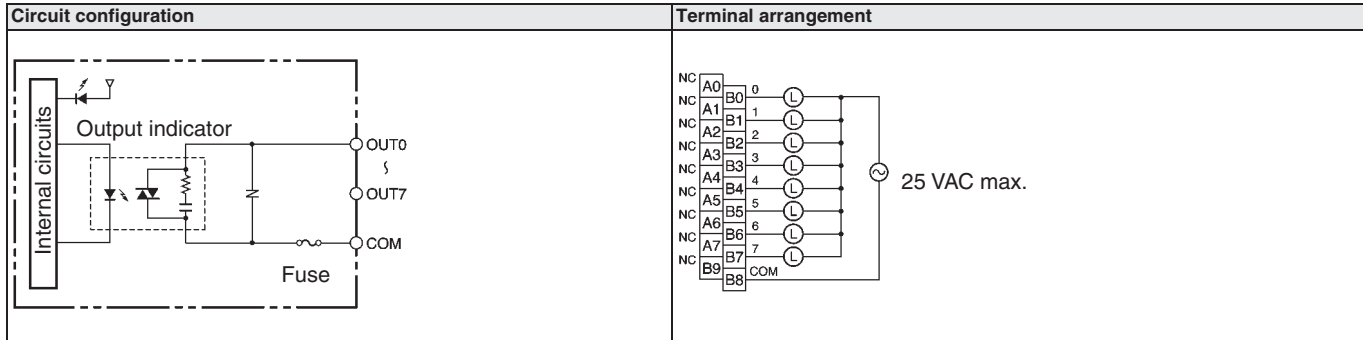 Circuit configuration
Terminal arrangement
Internal circuits
Output indicator
OUT0
OUT7
COM
Fuse
NC A0
B0 0 L
NC A1
B1 1 L
NC A2
B2 2 L
NC A3
B3 3 L
NC A4
B4 4 L
NC A5
B5 5 L
NC A6
B6 6 L
NC A7
B7 7 L
NC B9
B8 COM
25 VAC max.